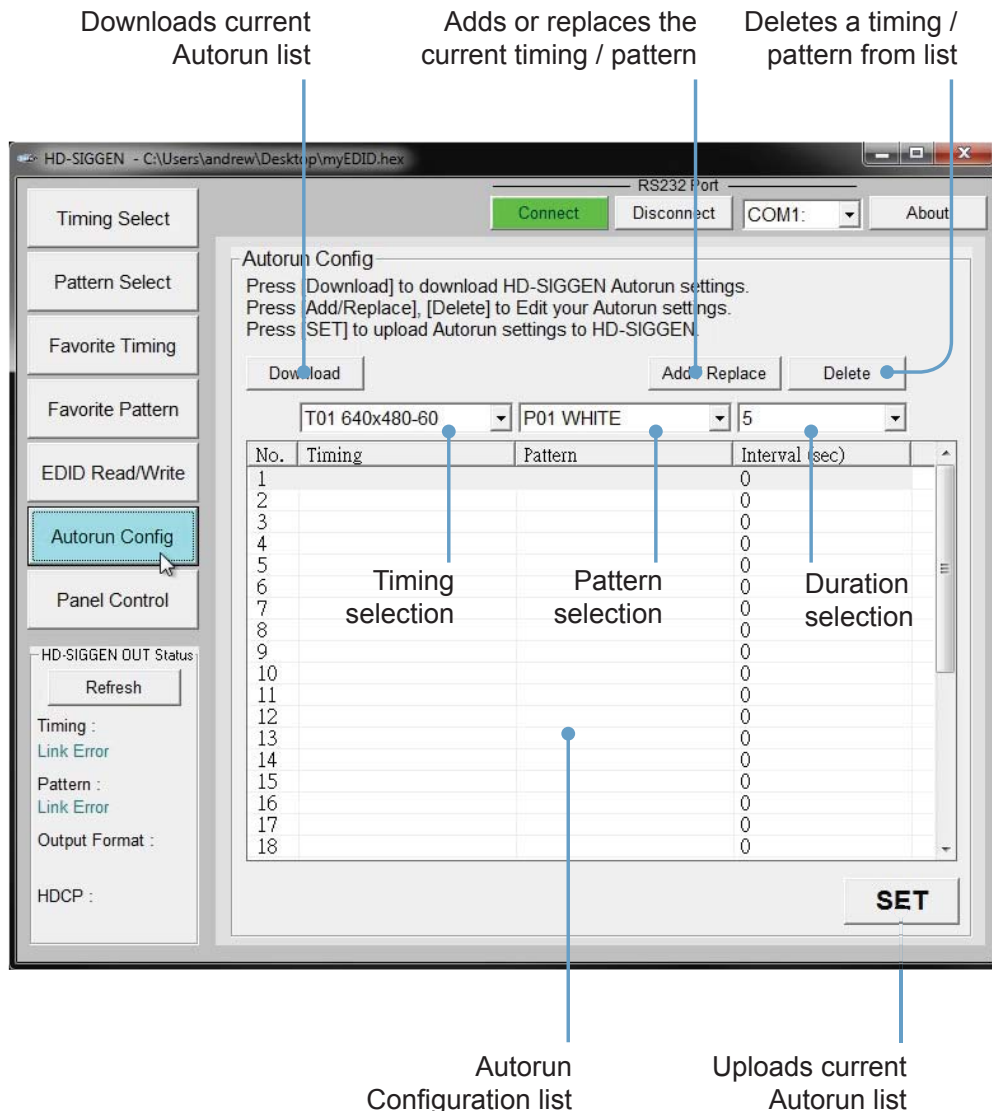 Downloads current
Autorun list
Adds or replaces the
current timing / pattern
Deletes a timing /
pattern from list
HD-SIGGEN - C:\Users\andrew\Desktop\myEDID.hex
RS232 Port
Connect
Disconnect
COM1:
About
Timing Select
Pattern Select
Favorite Timing
Favorite Pattern
EDID Read/Write
Autorun Config
Panel Control
HD-SIGGEN OUT Status
Refresh
Timing :
Link Error
Pattern :
Link Error
Output Format :
HDCP :
Autorun Config
Press [Download] to download HD-SIGGEN Autorun settings.
Press [Add/Replace], [Delete] to Edit your Autorun settings.
Press [SET] to upload Autorun settings to HD-SIGGEN.
Download
Add / Replace
Delete
T01 640x480-60
P01 WHITE
5
No. Timing Pattern Interval (sec)
1 0
2 0
3 0
4 0
5 0
6 0
7 0
8 0
9 0
10 0
11 0
12 0
13 0
14 0
15 0
16 0
17 0
18 0
Timing
selection
Pattern
selection
Duration
selection
SET
Autorun
Configuration list
Uploads current
Autorun list